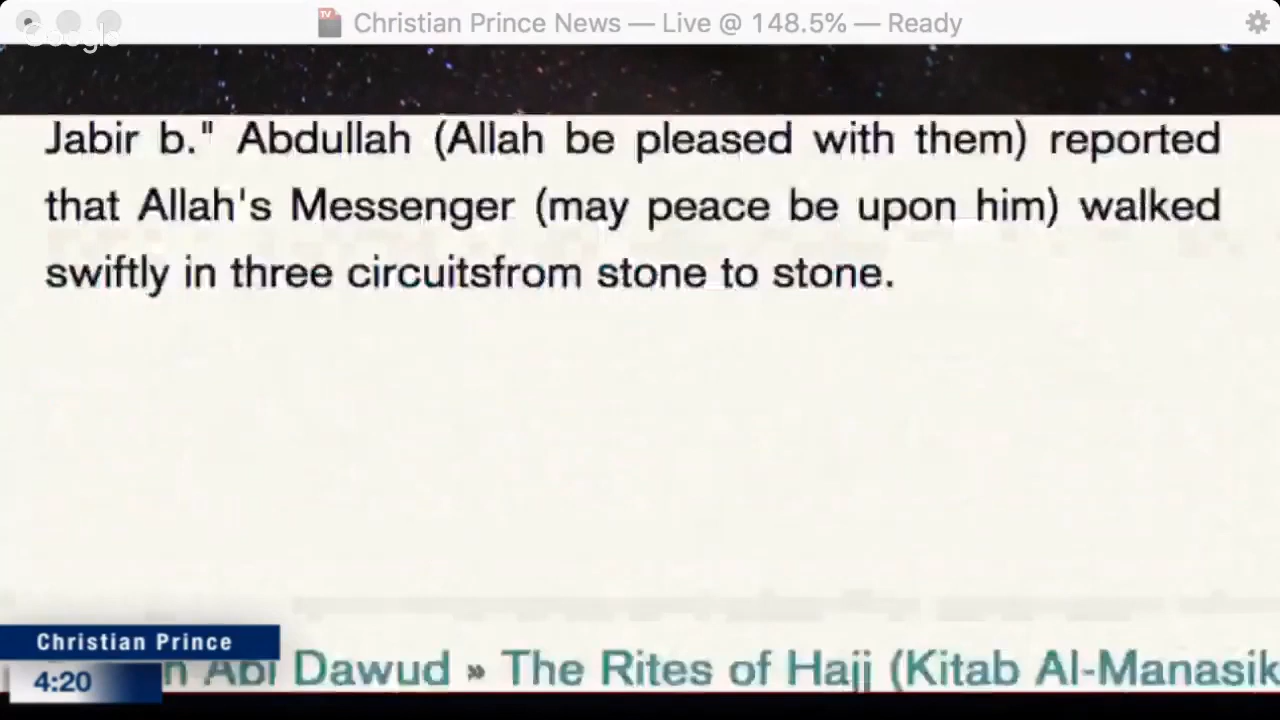 Christian Prince News — Live @ 148.5% — Ready
Google
Jabir b." Abdullah (Allah be pleased with them) reported
that Allah's Messenger (may peace be upon him) walked
swiftly in three circuitsfrom stone to stone.
Christian Prince
4:20
n Abi Dawud » The Rites of Hajj (Kitab Al-Manasik